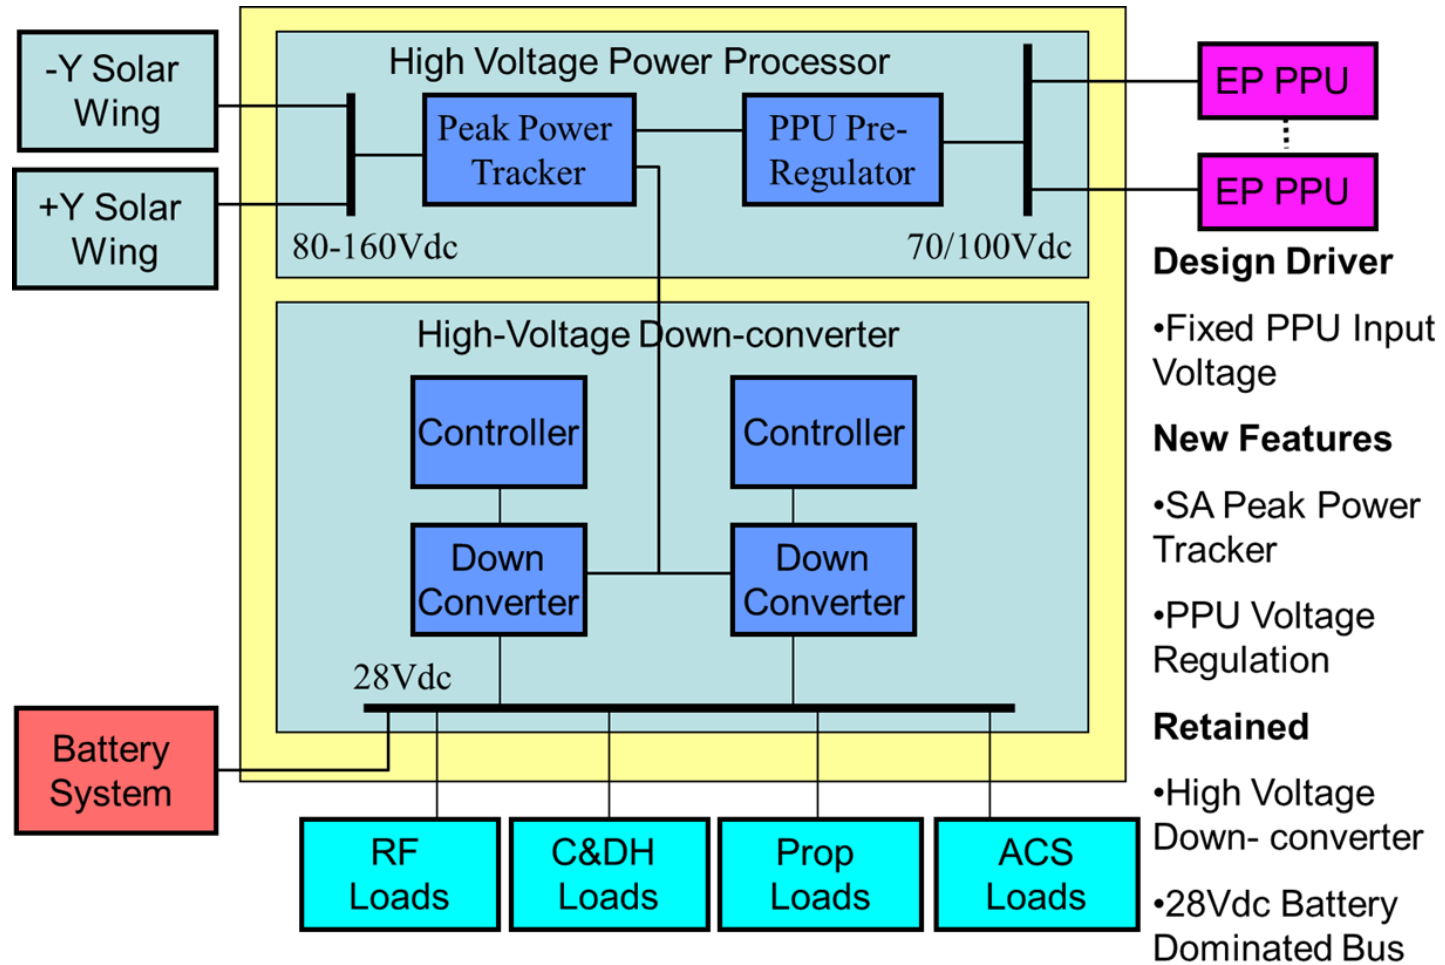 -Y Solar
Wing
+Y Solar
Wing
High Voltage Power Processor
Peak Power
Tracker
PPU Pre-
Regulator
80-160Vdc
70/100Vdc
EP PPU
EP PPU
High-Voltage Down-converter
Controller
Controller
Down
Converter
Down
Converter
28Vdc
Battery
System
RF
Loads
C&DH
Loads
Prop
Loads
ACS
Loads
Design Driver
•Fixed PPU Input
Voltage
New Features
•SA Peak Power
Tracker
•PPU Voltage
Regulation
Retained
•High Voltage
Down- converter
•28Vdc Battery
Dominated Bus